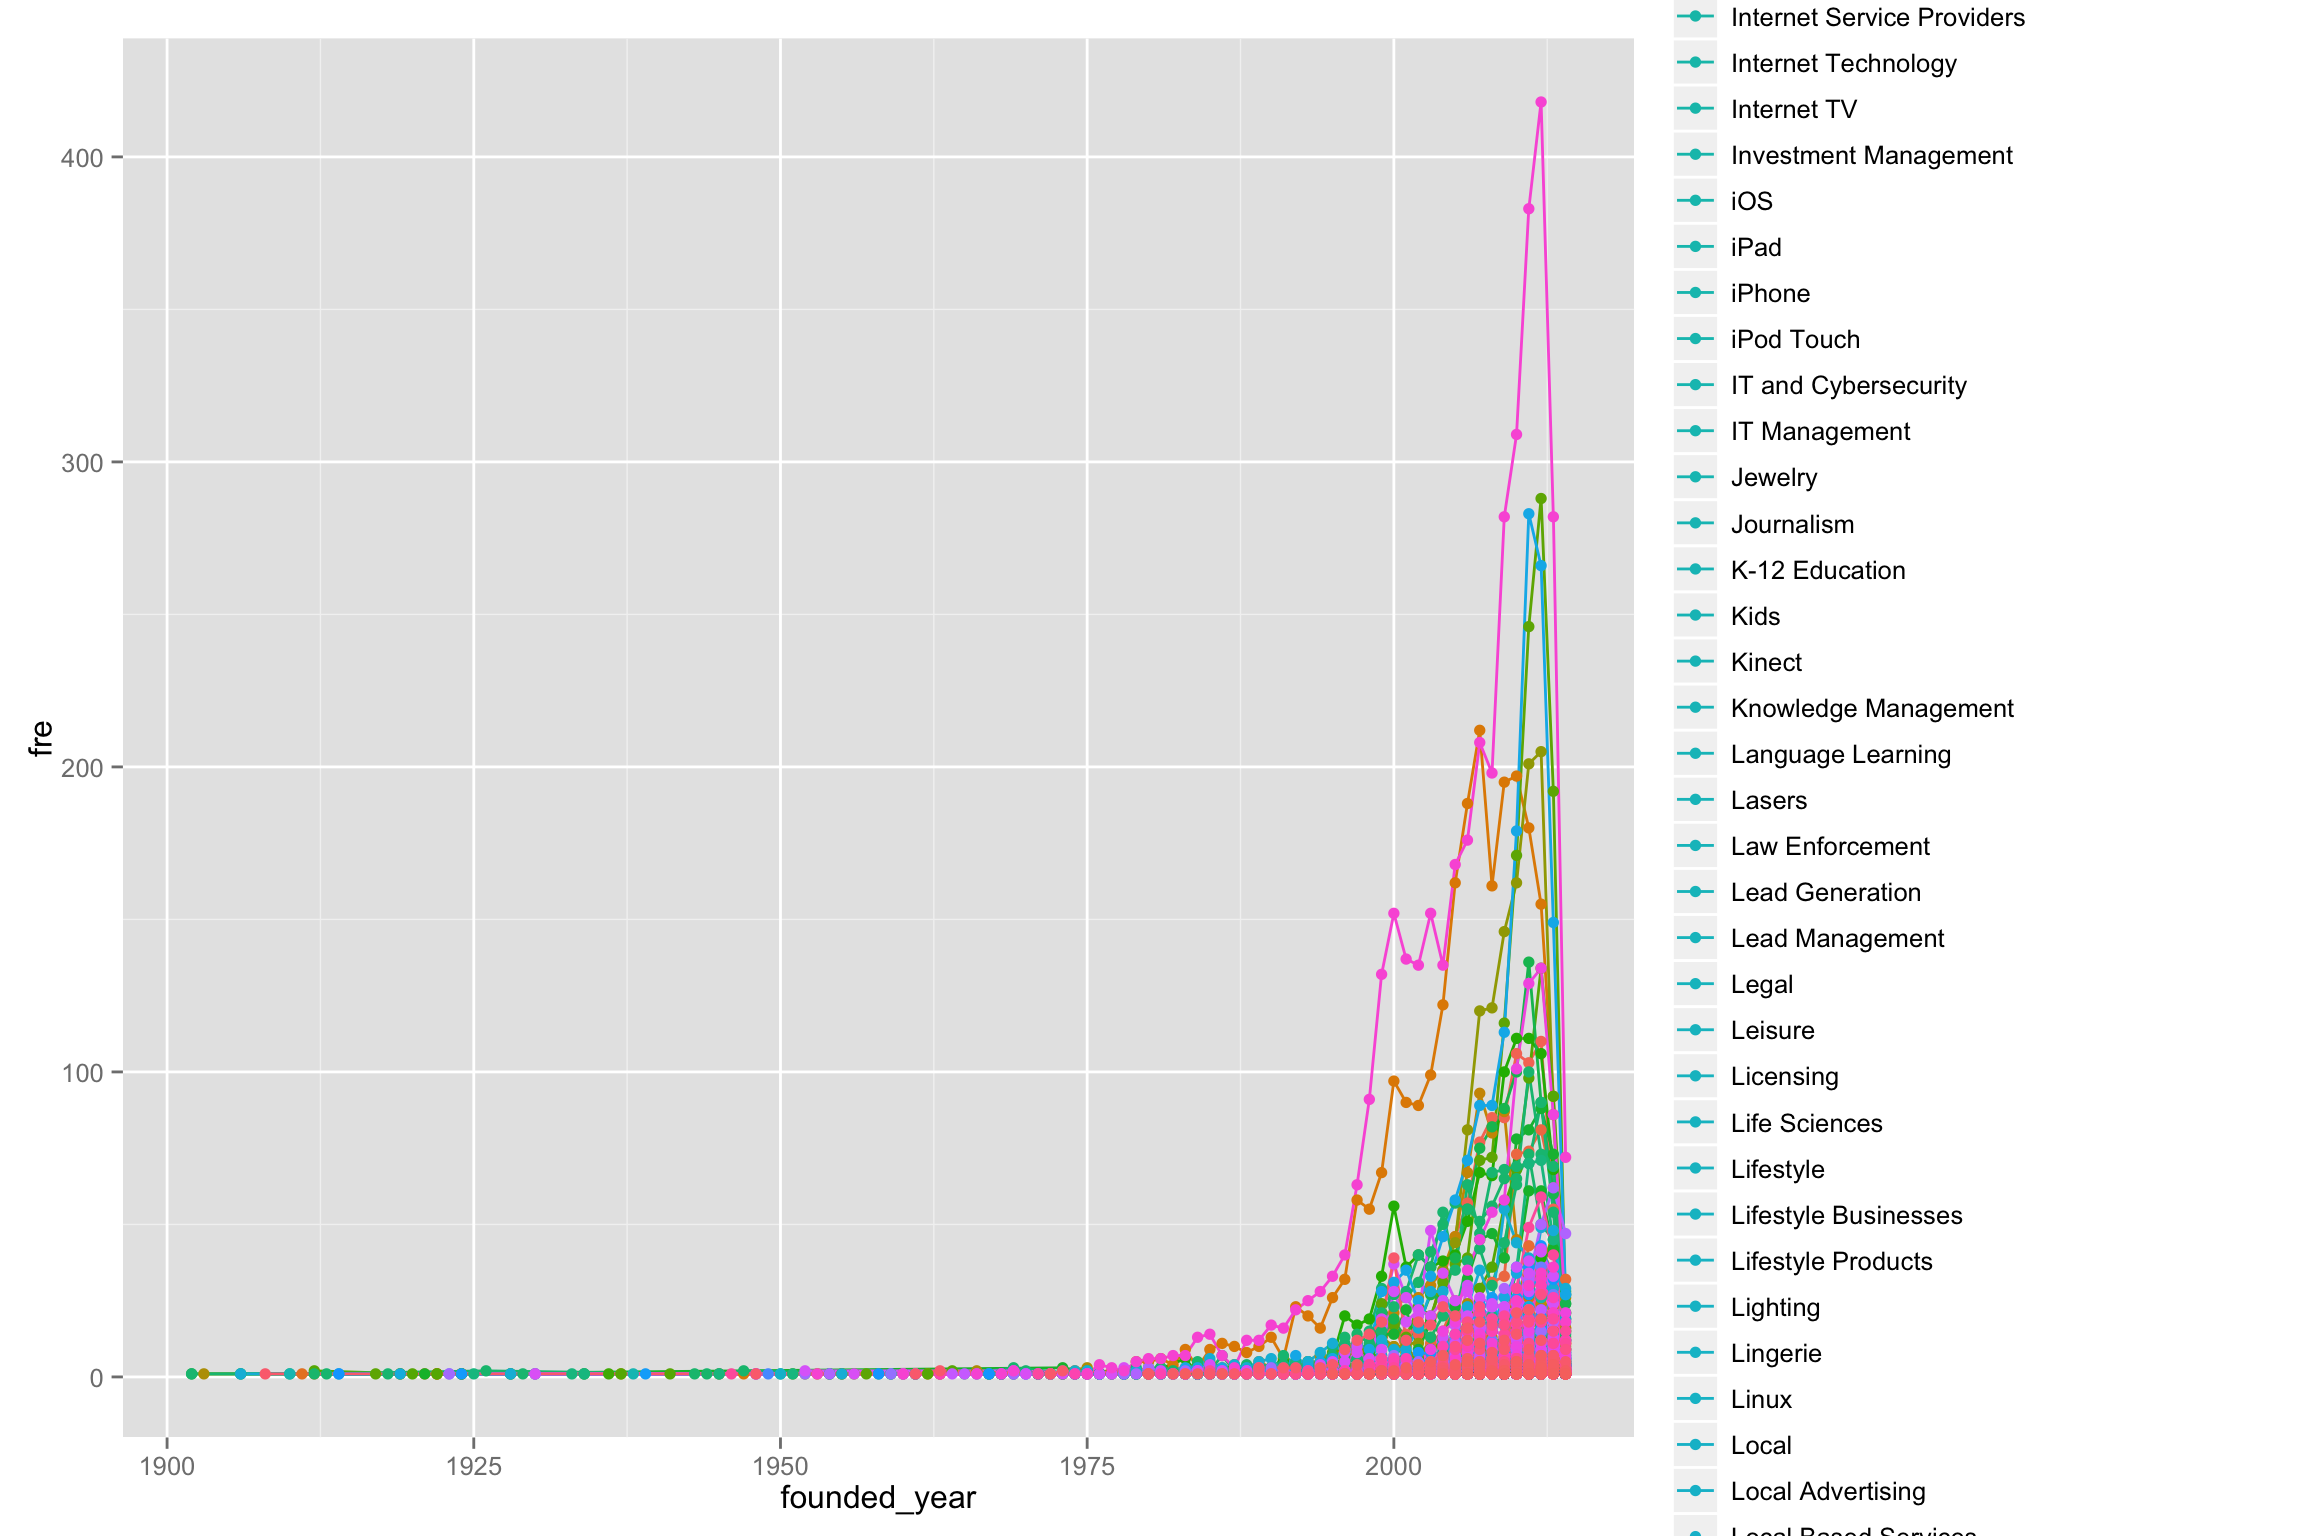 400
300
200
100
0
fre
1900 1925 1950 1975 2000
founded_year
Internet Service Providers
Internet Technology
Internet TV
Investment Management
iOS
iPad
iPhone
iPod Touch
IT and Cybersecurity
IT Management
Jewelry
Journalism
K-12 Education
Kids
Kinect
Knowledge Management
Language Learning
Lasers
Law Enforcement
Lead Generation
Lead Management
Legal
Leisure
Licensing
Life Sciences
Lifestyle
Lifestyle Businesses
Lifestyle Products
Lighting
Lingerie
Linux
Local
Local Advertising
Local Based Services